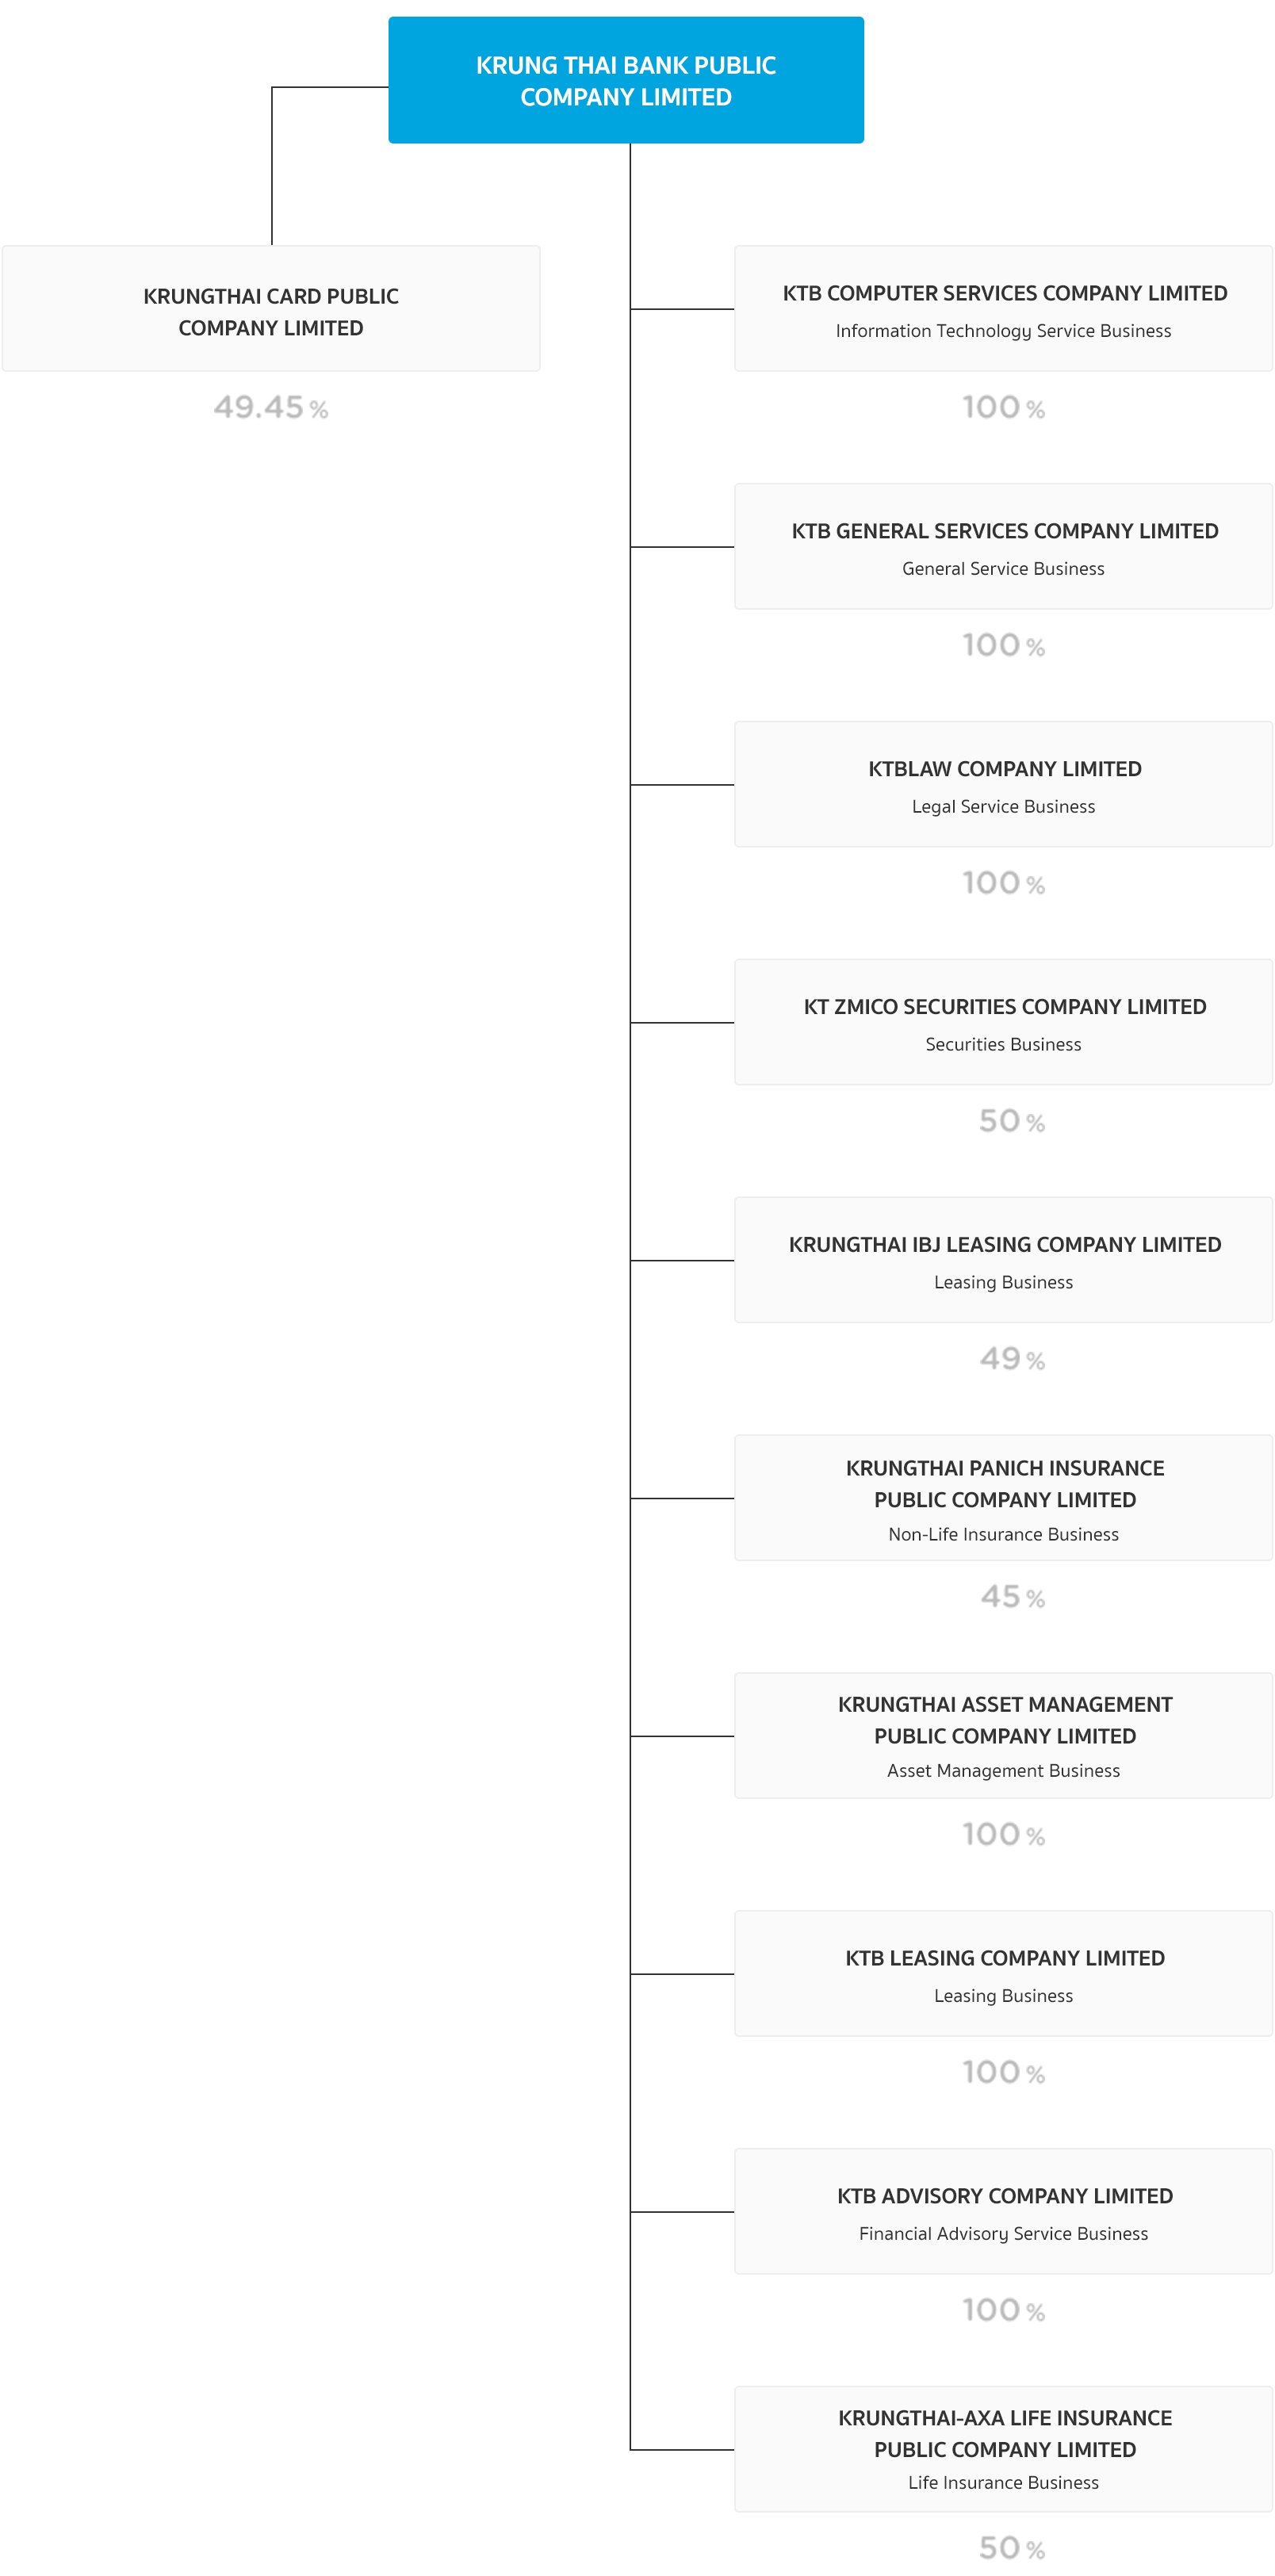 KRUNG THAI BANK PUBLIC
COMPANY LIMITED
KRUNGTHAI CARD PUBLIC
COMPANY LIMITED
49.45 %
KTB COMPUTER SERVICES COMPANY LIMITED
Information Technology Service Business
100 %
KTB GENERAL SERVICES COMPANY LIMITED
General Service Business
100 %
KTBLAW COMPANY LIMITED
Legal Service Business
100 %
KT ZMICO SECURITIES COMPANY LIMITED
Securities Business
50 %
KRUNGTHAI IBJ LEASING COMPANY LIMITED
Leasing Business
49 %
KRUNGTHAI PANICH INSURANCE
PUBLIC COMPANY LIMITED
Non-Life Insurance Business
45 %
KRUNGTHAI ASSET MANAGEMENT
PUBLIC COMPANY LIMITED
Asset Management Business
100 %
KTB LEASING COMPANY LIMITED
Leasing Business
100 %
KTB ADVISORY COMPANY LIMITED
Financial Advisory Service Business
100 %
KRUNGTHAI-AXA LIFE INSURANCE
PUBLIC COMPANY LIMITED
Life Insurance Business
50 %